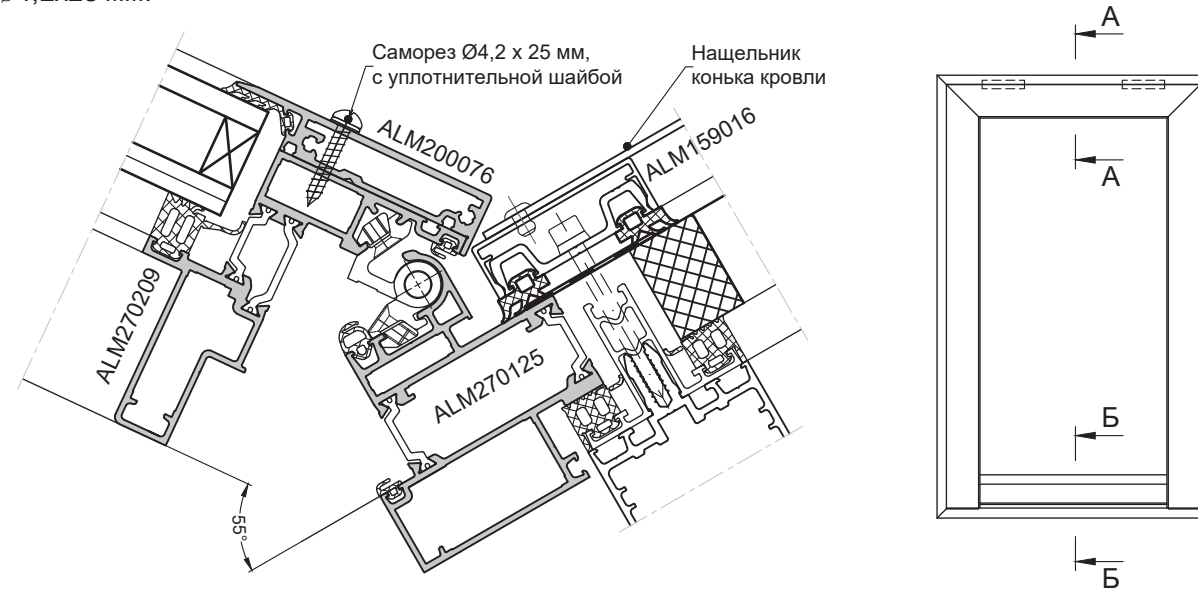 Саморез Ø4,2 x 25 мм,
с уплотнительной шайбой
Нащельник
конька кровли
ALM200076
ALM159016
ALM270209
ALM270125
55°
А
А
Б
Б